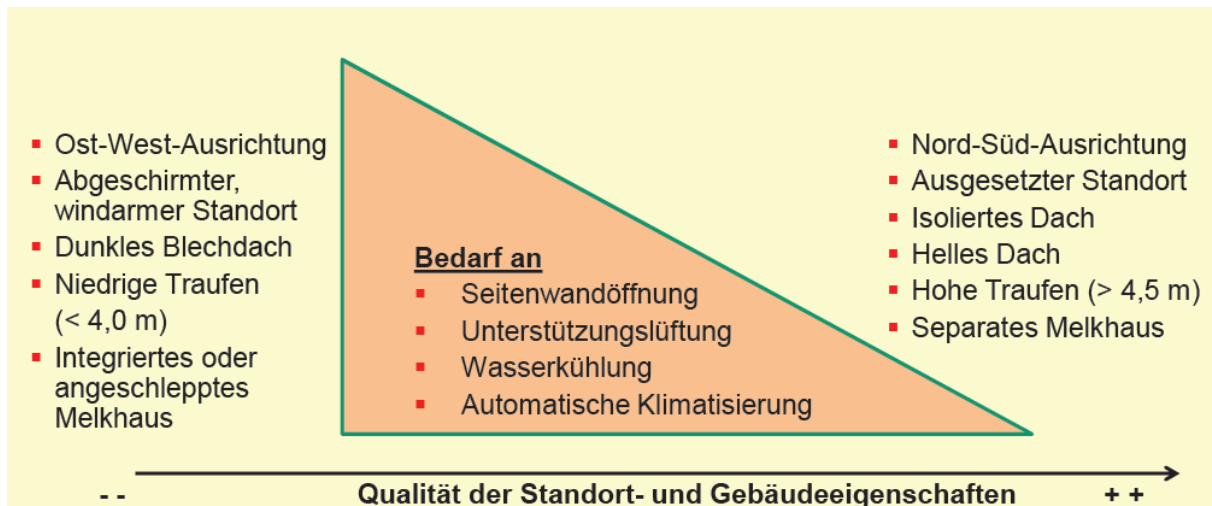 Ost-West-Ausrichtung
Abgeschirmter,
windarmer Standort
Dunkles Blechdach
Niedrige Traufen
(< 4,0 m)
Integriertes oder
angeschlepptes
Melkhaus
Bedarf an
Seitenwandöffnung
Unterstützungslüftung
Wasserkühlung
Automatische Klimatisierung
Nord-Süd-Ausrichtung
Ausgesetzter Standort
Isoliertes Dach
Helles Dach
Hohe Traufen (> 4,5 m)
Separates Melkhaus
- - Qualität der Standort- und Gebäudeeigenschaften + +